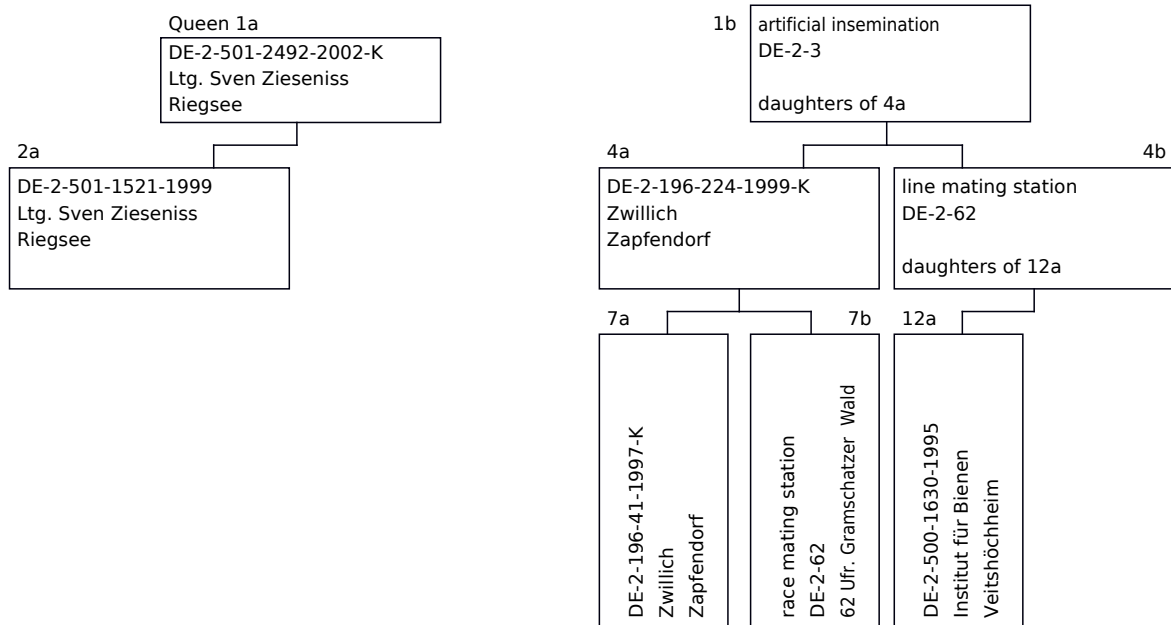 Queen 1a
DE-2-501-2492-2002-K
Ltg. Sven Zieseniss
Riegsee
1b
artificial insemination
DE-2-3
daughters of 4a
2a
DE-2-501-1521-1999
Ltg. Sven Zieseniss
Riegsee
4a
DE-2-196-224-1999-K
Zwillich
Zapfendorf
4b
line mating station
DE-2-62
daughters of 12a
7a
DE-2-196-41-1997-K
Zwillich
Zapfendorf
7b
race mating station
DE-2-62
62 Ufr. Gramschatzer Wald
12a
DE-2-500-1630-1995
Institut für Bienen
Veitshöchheim